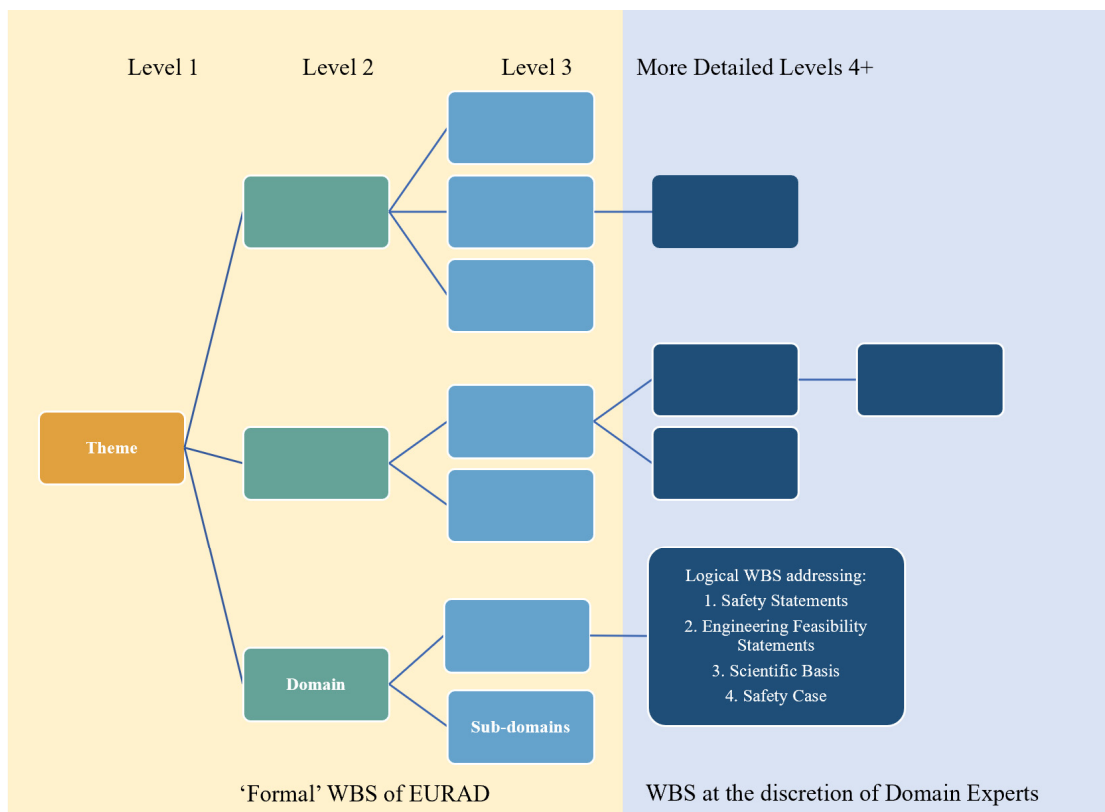 Level 1
Level 2
Level 3
More Detailed Levels 4+
Theme
Logical WBS addressing:
1. Safety Statements
2. Engineering Feasibility
Statements
3. Scientific Basis
4. Safety Case
Domain
Sub-domains
‘Formal’ WBS of EURAD
WBS at the discretion of Domain Experts